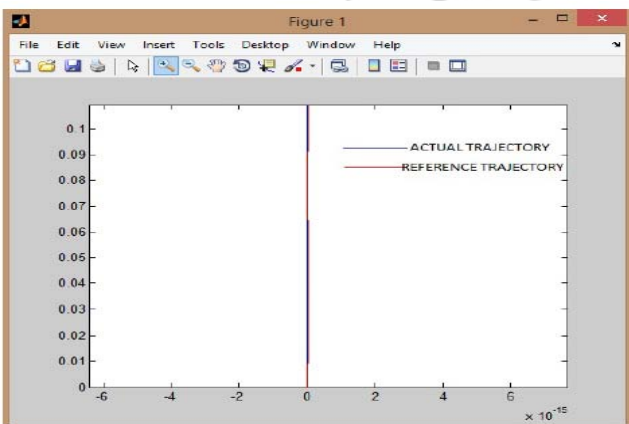 Figure 1
File Edit View Insert Tools Desktop Window Help
ACTUAL TRAJECTORY
REFERENCE TRAJECTORY
0.1
0.09
0.08
0.07
0.06
0.05
0.04
0.03
0.02
0.01
0
-6 -4 -2 0 2 4 6
× 10⁻¹⁵